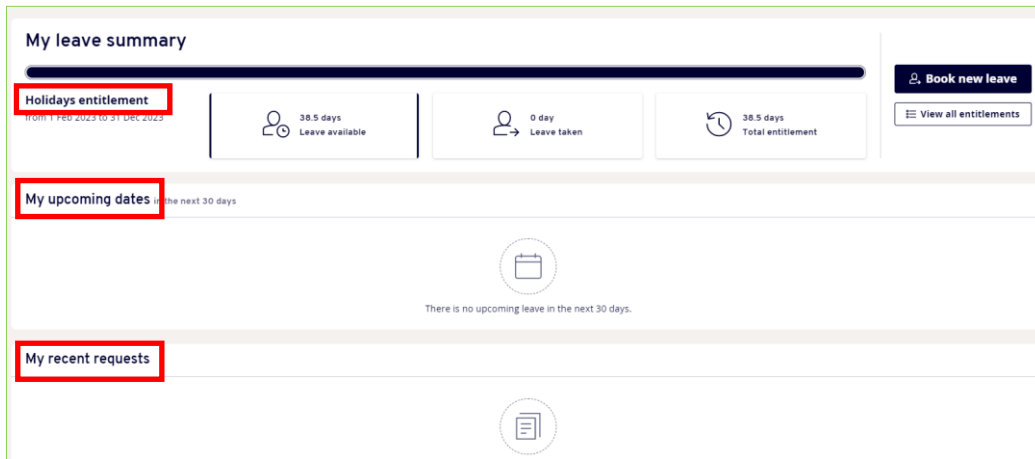 My leave summary
Book new leave
Holidays entitlement
from 1 Feb 2023 to 31 Dec 2023
38.5 days
Leave available
0 day
Leave taken
38.5 days
Total entitlement
View all entitlements
My upcoming dates in the next 30 days
There is no upcoming leave in the next 30 days.
My recent requests